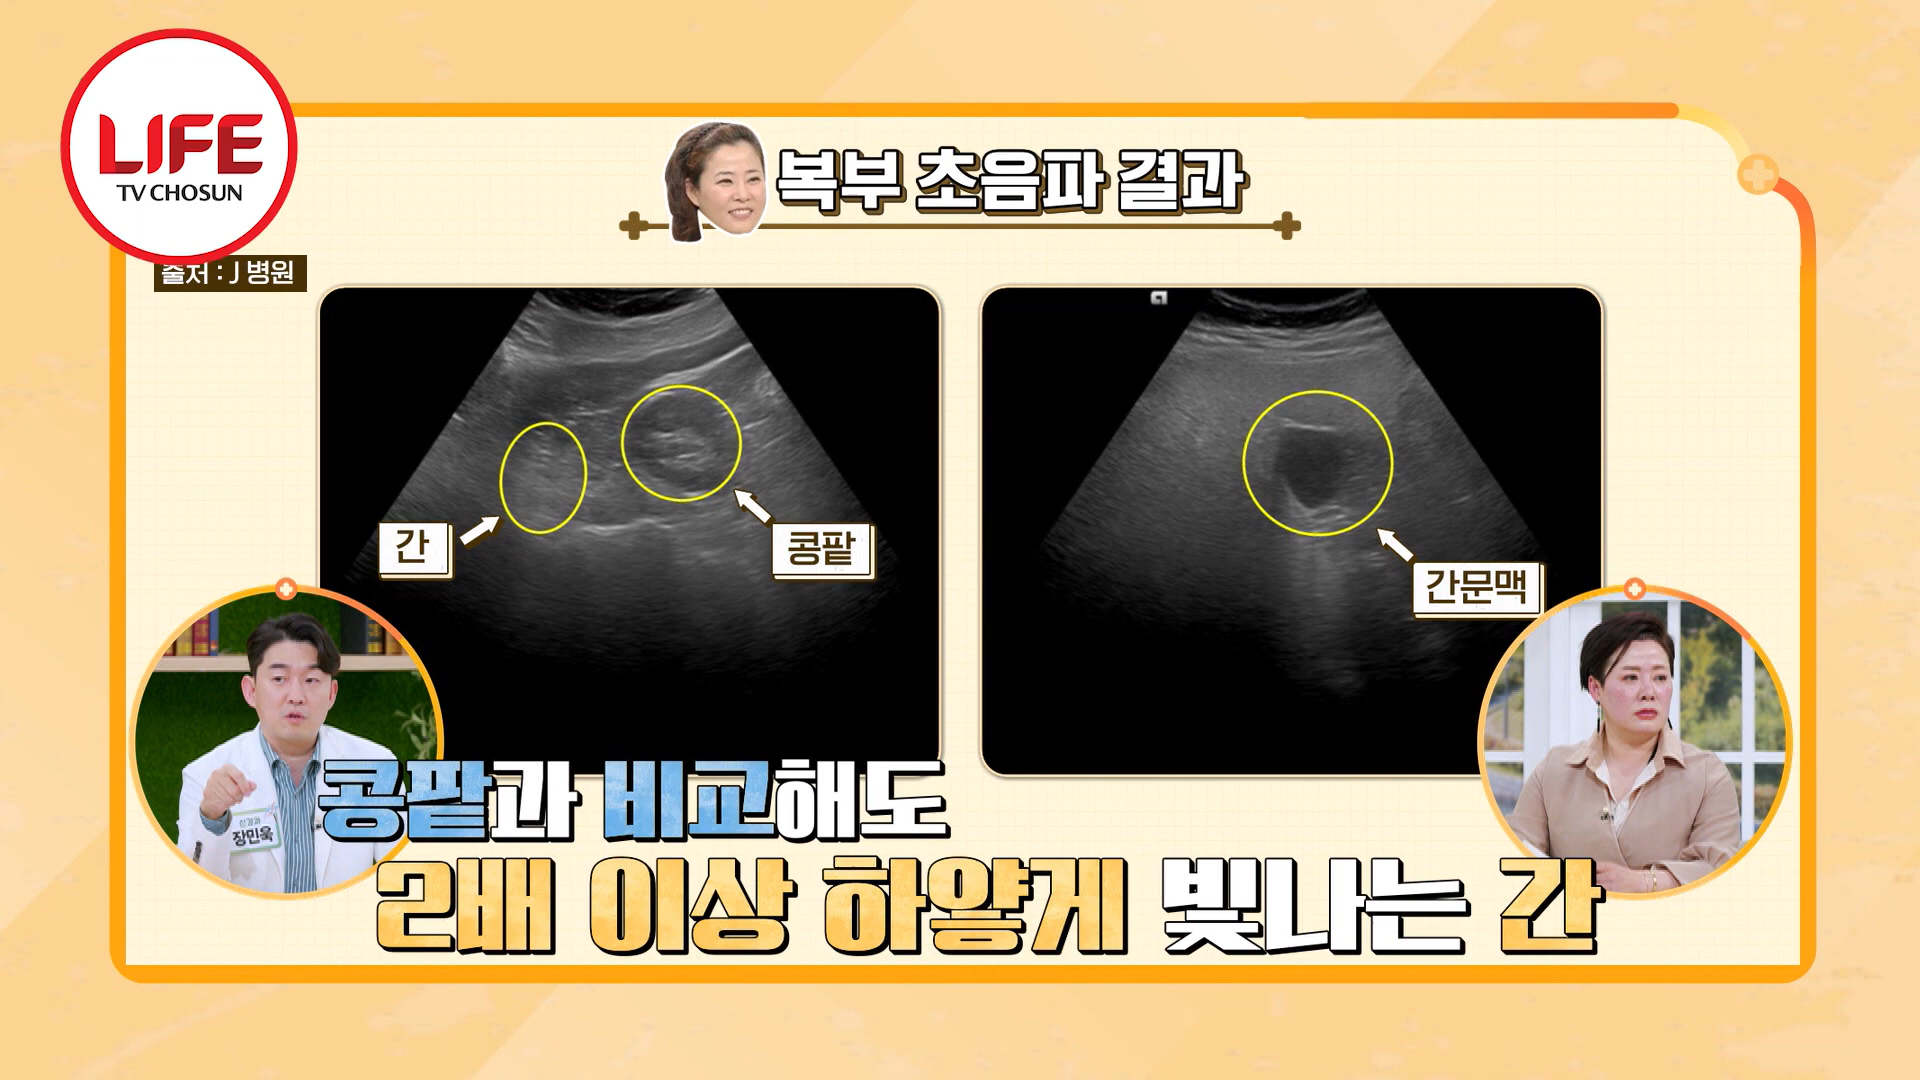 LIFE
TV CHOSUN
복부 초음파 결과
출처 : J 병원
간
콩팥
간문맥
장민욱
콩팥과 비교해도
2배 이상 하얗게 빛나는 간